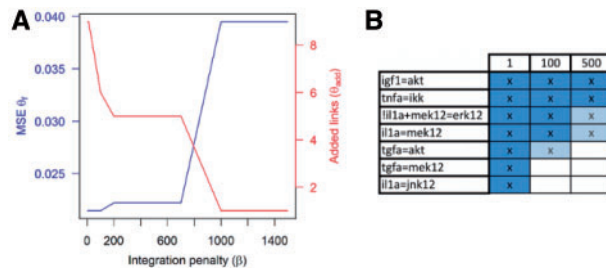 A
0.040
0.035
0.030
0.025
MSE θf
8
6
4
2
Added links (θadd)
0 200 600 1000 1400
Integration penalty (β)
B
1 100 500
igf1=akt x x x
tnfa=ikk x x x
!il1a+mek12=erk12 x x x
il1a=mek12 x x x
tgfa=akt x x
tgfa=mek12 x
il1a=jnk12 x